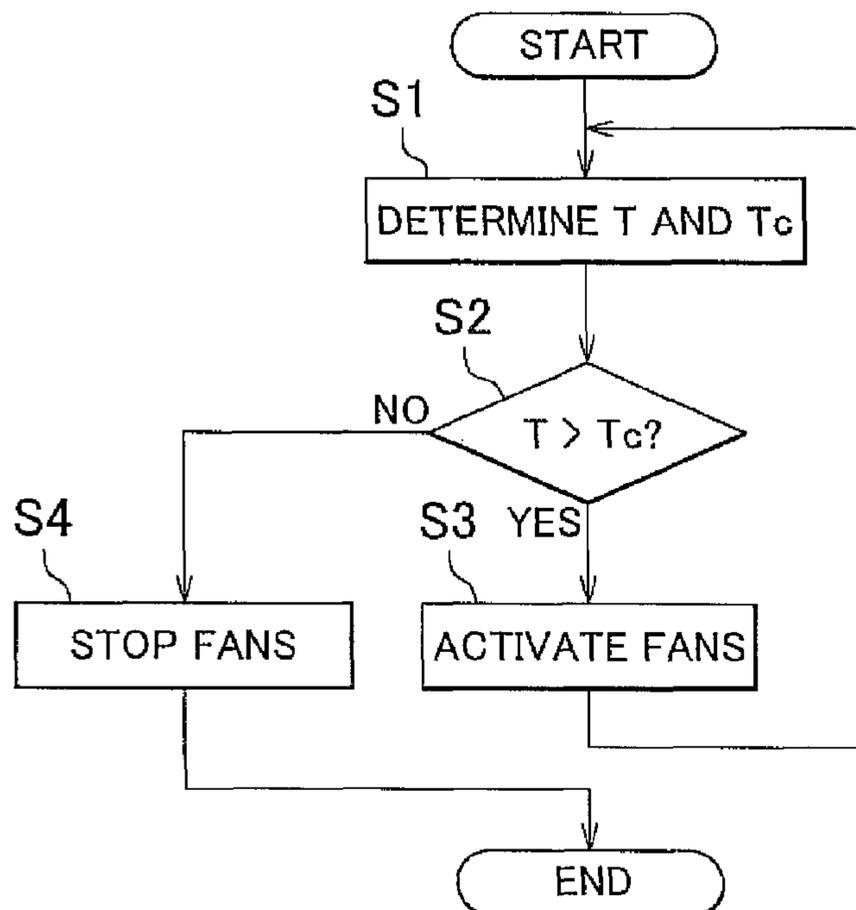 START
S1
DETERMINE T AND Tc
S2
NO
T > Tc?
YES
S4
S3
STOP FANS
ACTIVATE FANS
END